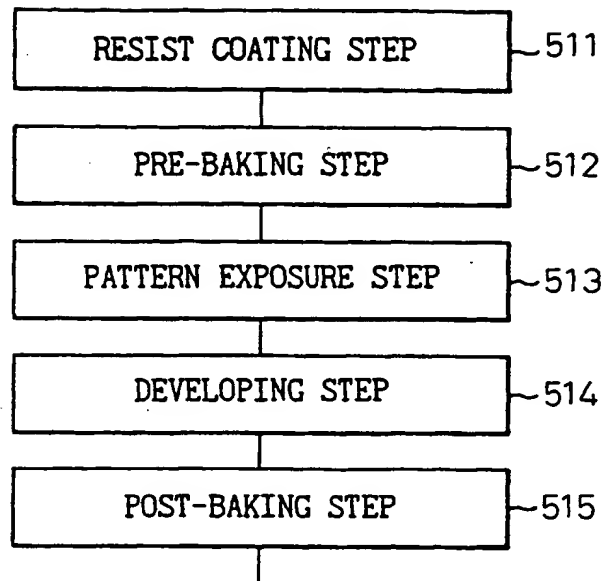 RESIST COATING STEP 511
PRE-BAKING STEP 512
PATTERN EXPOSURE STEP 513
DEVELOPING STEP 514
POST-BAKING STEP 515